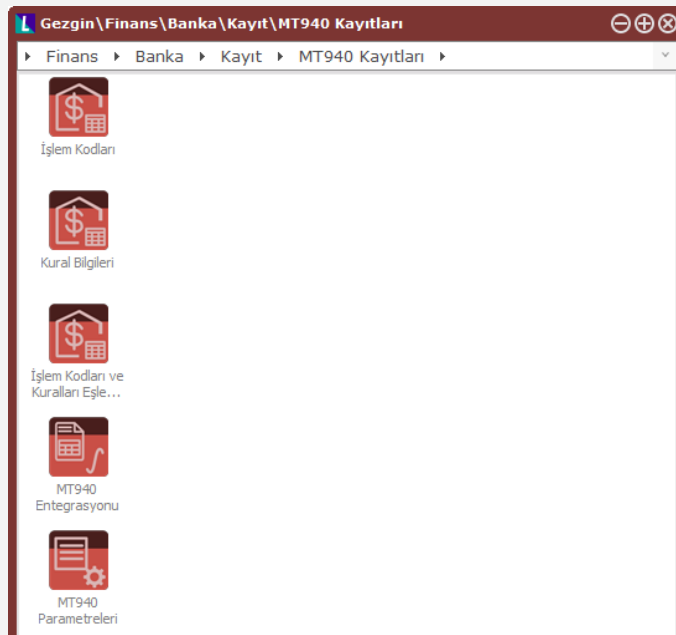 Gezgin\Finans\Banka\Kayıt\MT940 Kayıtları
Finans Banka Kayıt MT940 Kayıtları
İşlem Kodları
Kural Bilgileri
İşlem Kodları ve
Kuralları Eşle...
MT940
Entegrasyonu
MT940
Parametreleri